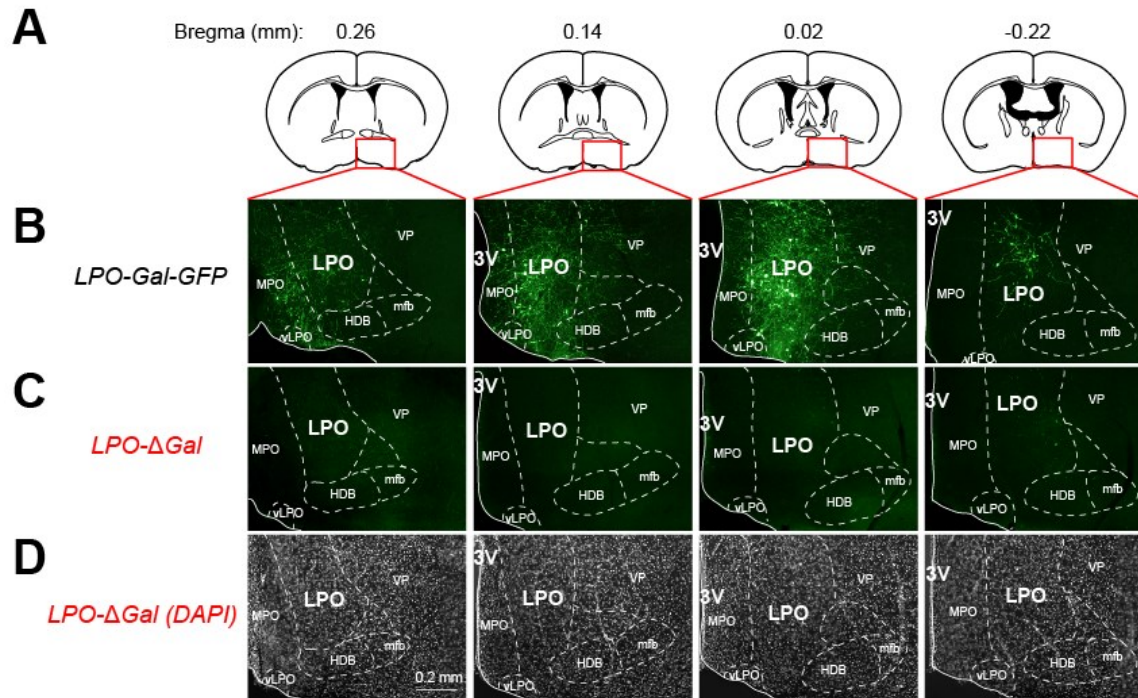 A
Bregma (mm): 0.26 0.14 0.02 -0.22
B
LPO-Gal-GFP
MPO LPO VP HDB mfb vLPO
3V MPO LPO VP HDB mfb vLPO
3V MPO LPO VP HDB mfb vLPO
3V MPO LPO VP HDB mfb vLPO
C
LPO-ΔGal
MPO LPO VP HDB mfb vLPO
3V MPO LPO VP HDB mfb vLPO
3V MPO LPO VP HDB mfb vLPO
3V MPO LPO VP HDB mfb vLPO
D
LPO-ΔGal (DAPI)
MPO LPO VP HDB mfb vLPO 0.2 mm
3V MPO LPO VP HDB mfb vLPO
3V MPO LPO VP HDB mfb vLPO
3V MPO LPO VP HDB mfb vLPO